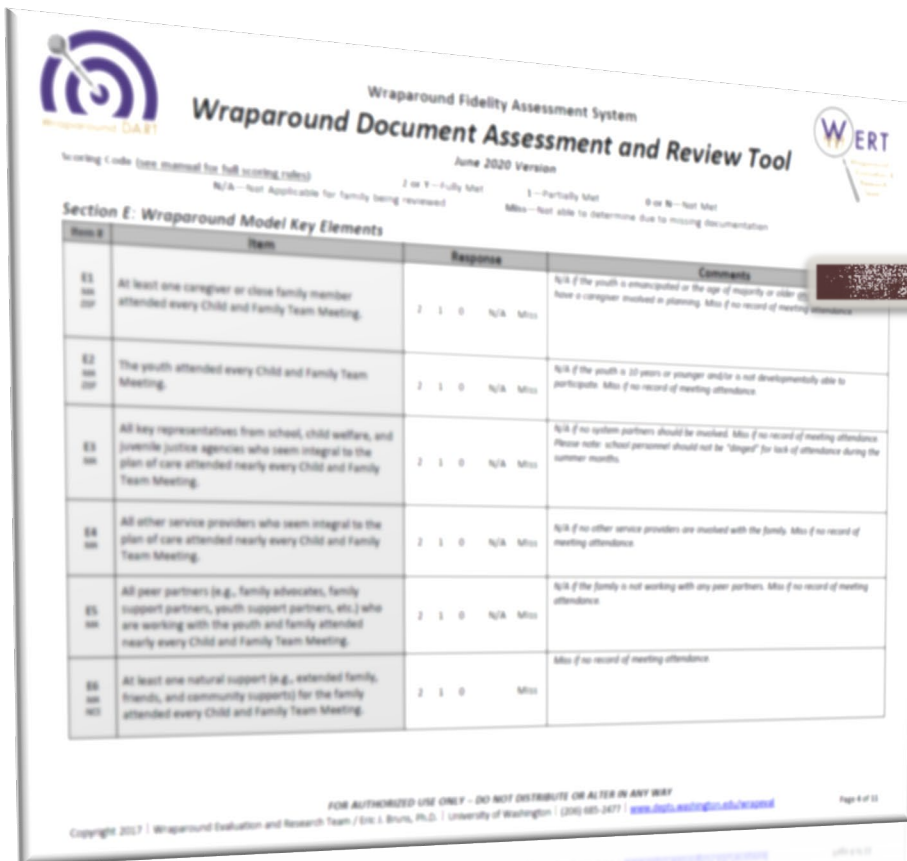 Wraparound DART
WERT
Wraparound Fidelity Assessment System
Wraparound Document Assessment and Review Tool
June 2020 Version
Scoring Code (see manual for full scoring rules)
2 or Y—Fully Met 1—Partially Met 0 or N—Not Met
N/A—Not Applicable for family being reviewed Miss—Not able to determine due to missing documentation
Section E: Wraparound Model Key Elements
Item # Item Response Comments
E1
At least one caregiver or close family member
attended every Child and Family Team Meeting.
2 1 0 N/A Miss
N/A if the youth is emancipated or the age of majority or older
have a caregiver involved in planning. Miss if no record of meeting attendance.
E2
The youth attended every Child and Family Team
Meeting.
2 1 0 N/A Miss
N/A if the youth is 10 years or younger and/or is not developmentally able to
participate. Miss if no record of meeting attendance.
E3
All key representatives from school, child welfare, and
juvenile justice agencies who seem integral to the
plan of care attended nearly every Child and Family
Team Meeting.
2 1 0 N/A Miss
N/A if no system partners should be involved. Miss if no record of meeting attendance.
Please note: school personnel should not be "dinged" for lack of attendance during the
summer months.
E4
All other service providers who seem integral to the
plan of care attended nearly every Child and Family
Team Meeting.
2 1 0 N/A Miss
N/A if no other service providers are involved with the family. Miss if no record of
meeting attendance.
E5
All peer partners (e.g., family advocates, family
support partners, youth support partners, etc.) who
are working with the youth and family attended
nearly every Child and Family Team Meeting.
2 1 0 N/A Miss
N/A if the family is not working with any peer partners. Miss if no record of meeting
attendance.
E6
At least one natural support (e.g., extended family,
friends, and community supports) for the family
attended every Child and Family Team Meeting.
2 1 0 Miss
Miss if no record of meeting attendance.
FOR AUTHORIZED USE ONLY – DO NOT DISTRIBUTE OR ALTER IN ANY WAY
Copyright 2017 | Wraparound Evaluation and Research Team / Eric J. Bruns, Ph.D. | University of Washington | (206) 685-2477 | www.depts.washington.edu/wrapeval
Page 4 of 11